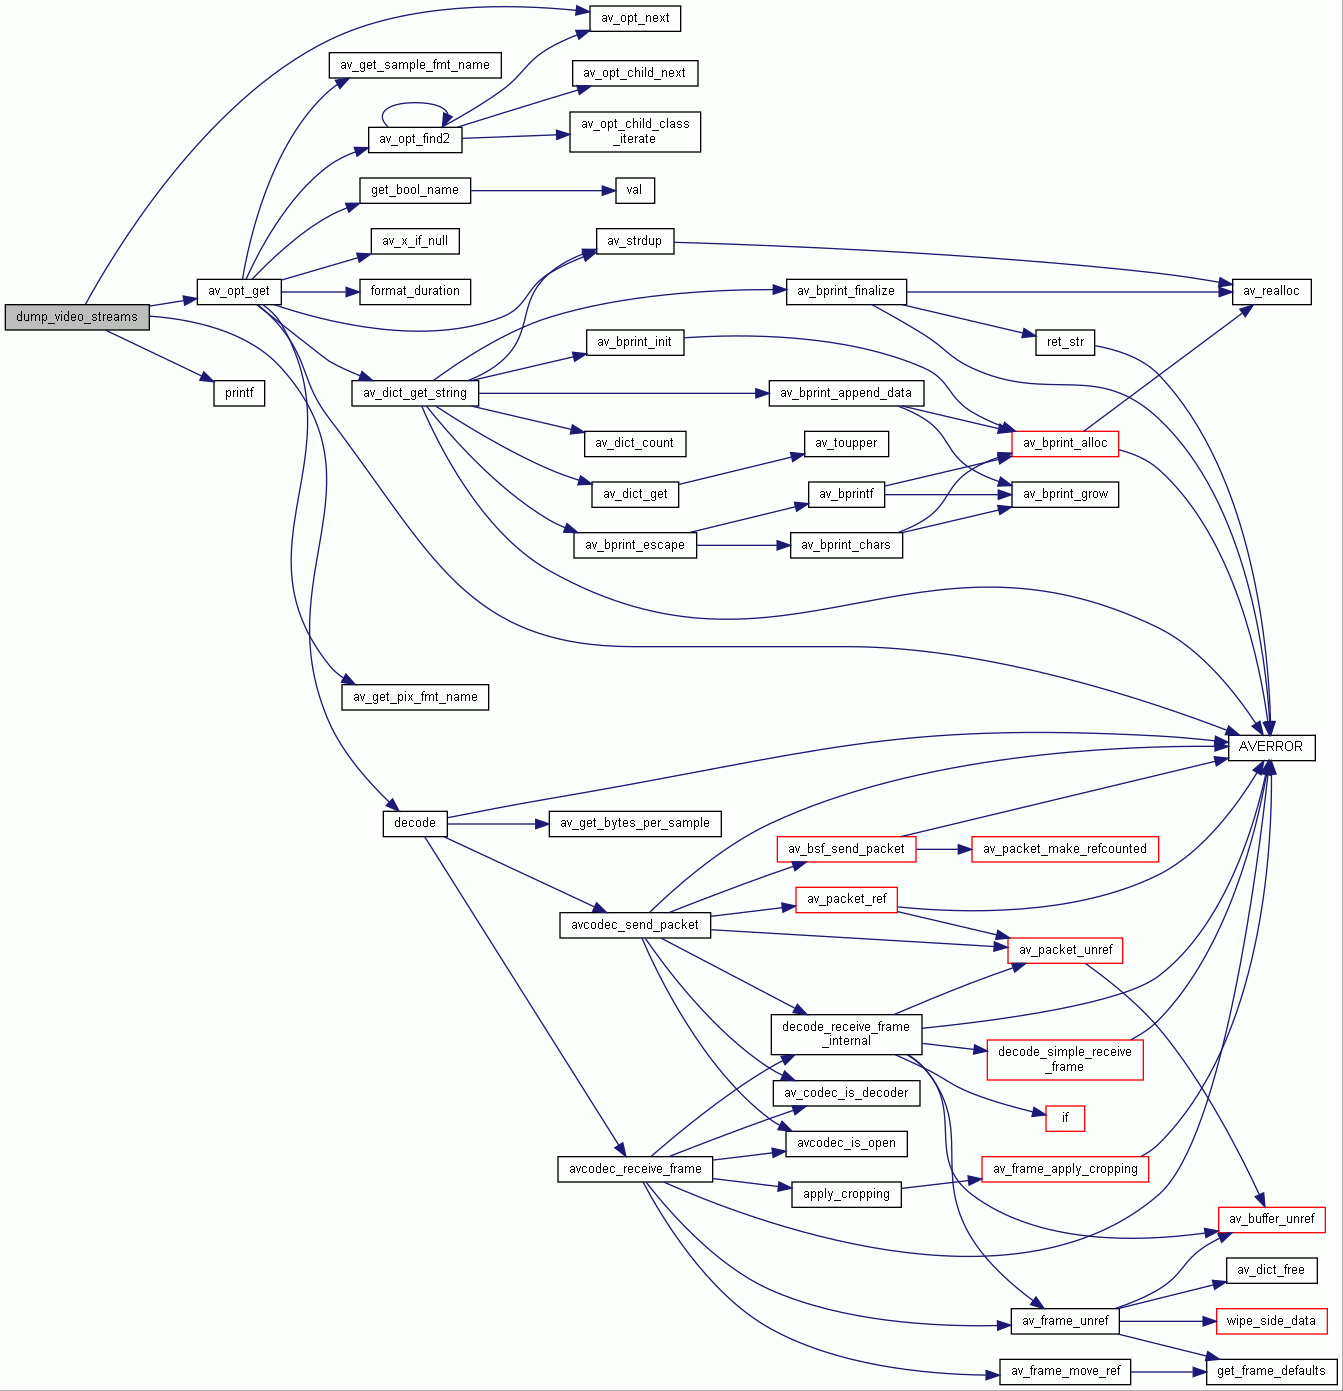 av_opt_next
av_get_sample_fmt_name
av_opt_child_next
av_opt_find2
av_opt_child_class
_iterate
get_bool_name
val
av_x_if_null
av_strdup
dump_video_streams
av_opt_get
format_duration
av_bprint_finalize
av_realloc
printf
av_bprint_init
ret_str
av_dict_get_string
av_bprint_append_data
av_dict_count
av_toupper
av_bprint_alloc
av_dict_get
av_bprintf
av_bprint_grow
av_bprint_escape
av_bprint_chars
av_get_pix_fmt_name
AVERROR
decode
av_get_bytes_per_sample
av_bsf_send_packet
av_packet_make_refcounted
av_packet_ref
avcodec_send_packet
av_packet_unref
decode_receive_frame
_internal
decode_simple_receive
_frame
av_codec_is_decoder
if
avcodec_is_open
avcodec_receive_frame
av_frame_apply_cropping
apply_cropping
av_buffer_unref
av_dict_free
av_frame_unref
wipe_side_data
av_frame_move_ref
get_frame_defaults